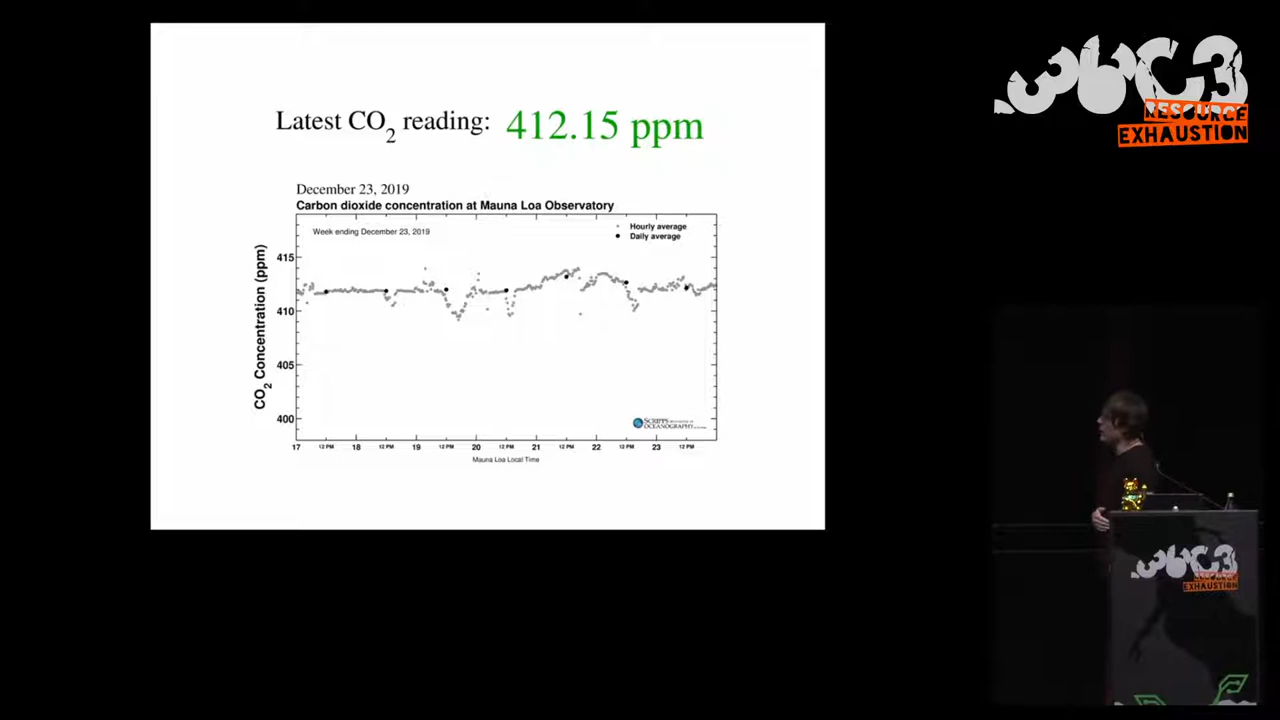 Latest CO2 reading: 412.15 ppm
December 23, 2019
Carbon dioxide concentration at Mauna Loa Observatory
Week ending December 23, 2019
Hourly average
Daily average
CO2 Concentration (ppm)
415
410
405
400
SCRIPPS
OCEANOGRAPHY
17 12 PM 18 12 PM 19 12 PM 20 12 PM 21 12 PM 22 12 PM 23 12 PM
Mauna Loa Local Time
36C3
RESOURCE
EXHAUSTION
36C3
RESOURCE
EXHAUSTION